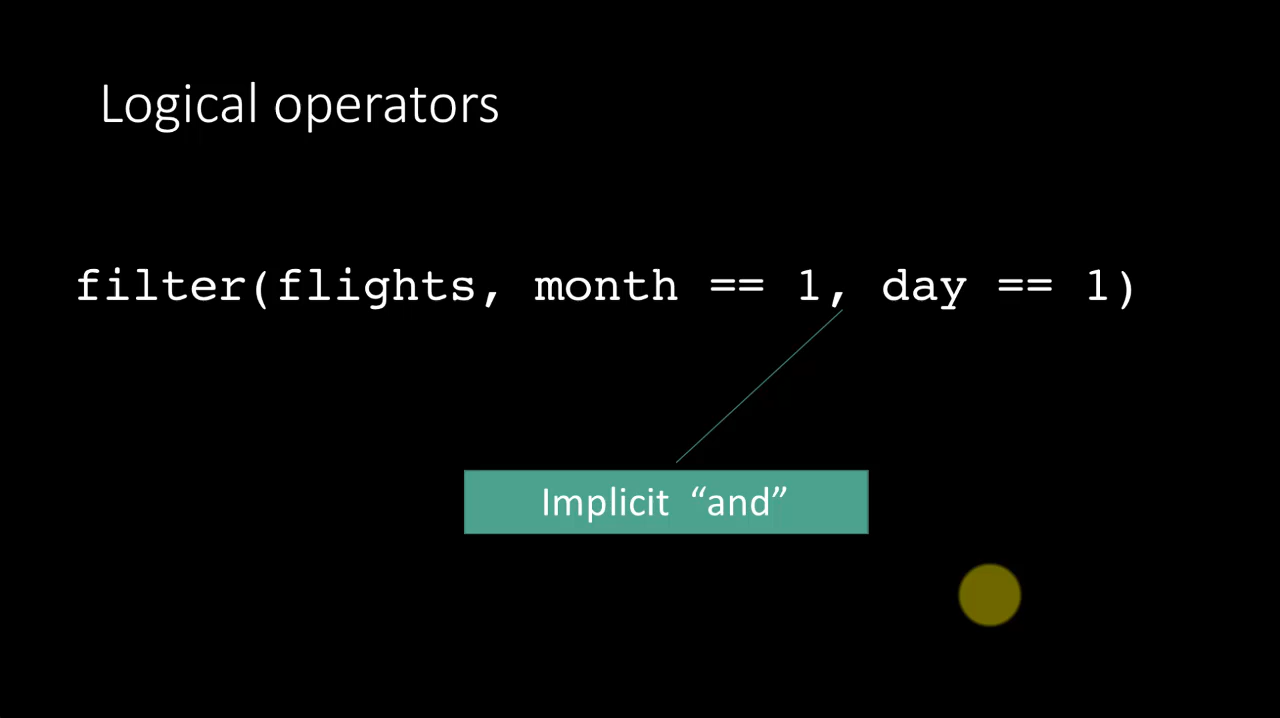 Logical operators
filter(flights, month == 1, day == 1)
Implicit “and”